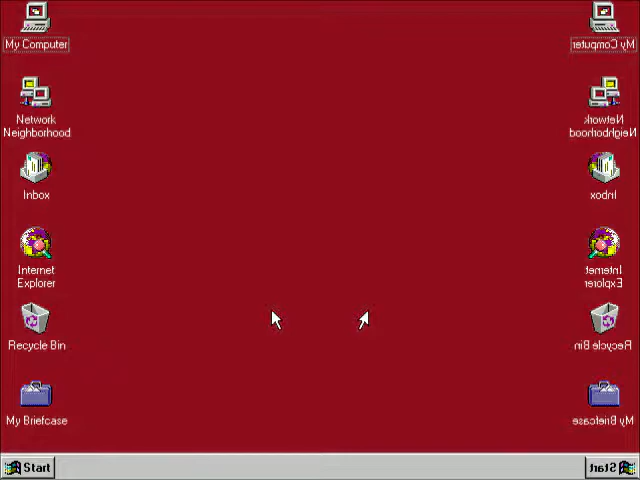 My Computer
My Computer
Network
Neighborhood
Network
Neighborhood
Inbox
Inbox
Internet
Explorer
Internet
Explorer
Recycle Bin
Recycle Bin
My Briefcase
My Briefcase
Start
Start